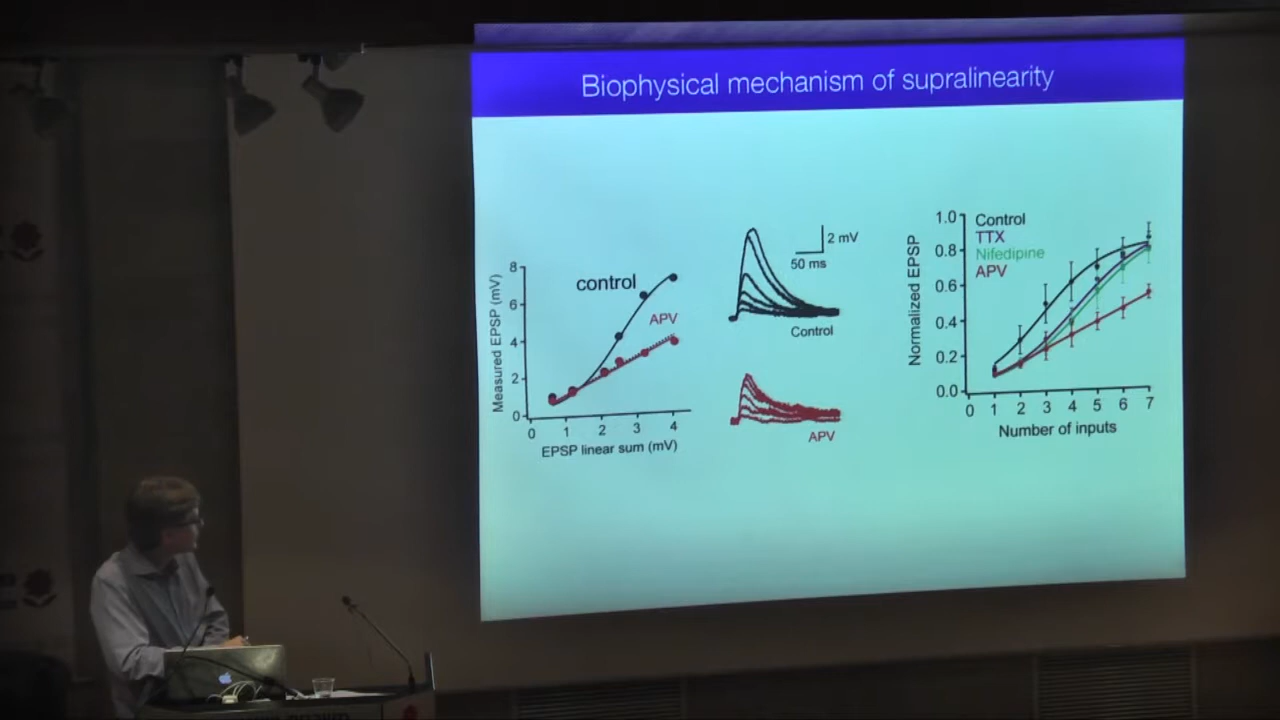 Biophysical mechanism of supralinearity
Measured EPSP (mV)
8
6
4
2
0
control
APV
0 1 2 3 4
EPSP linear sum (mV)
2 mV
50 ms
Control
APV
Normalized EPSP
1.0
0.8
0.6
0.4
0.2
0.0
Control
TTX
Nifedipine
APV
0 1 2 3 4 5 6 7
Number of inputs